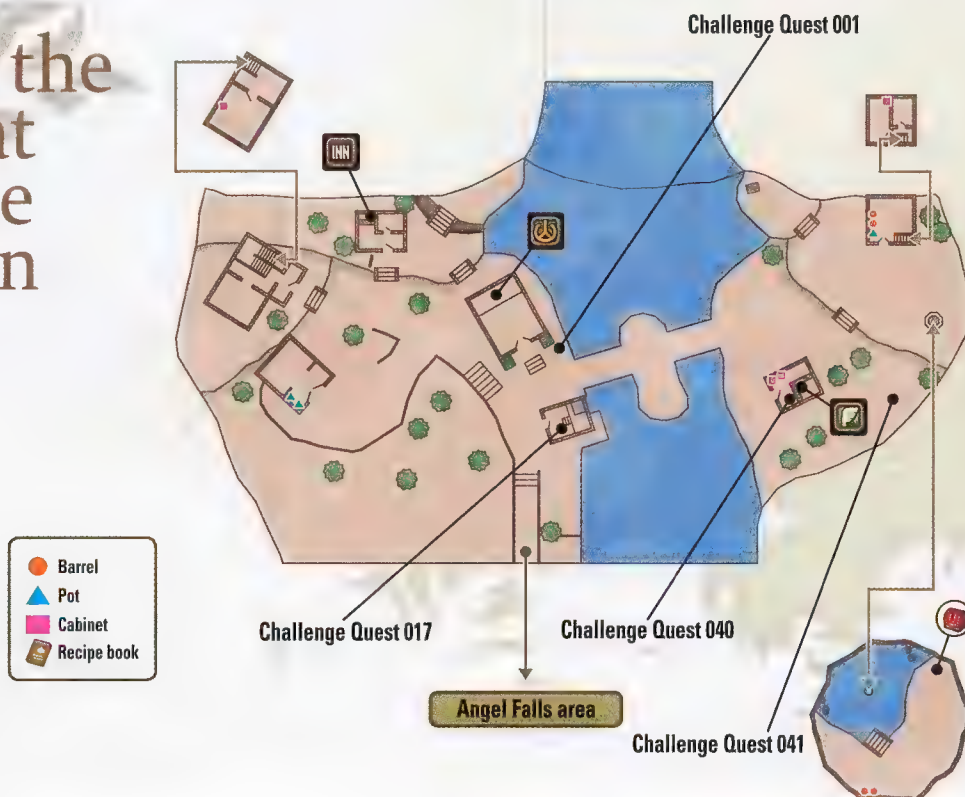 the
Challenge Quest 001
INN
Barrel
Pot
Cabinet
Recipe book
Challenge Quest 017
Challenge Quest 040
Angel Falls area
Challenge Quest 041